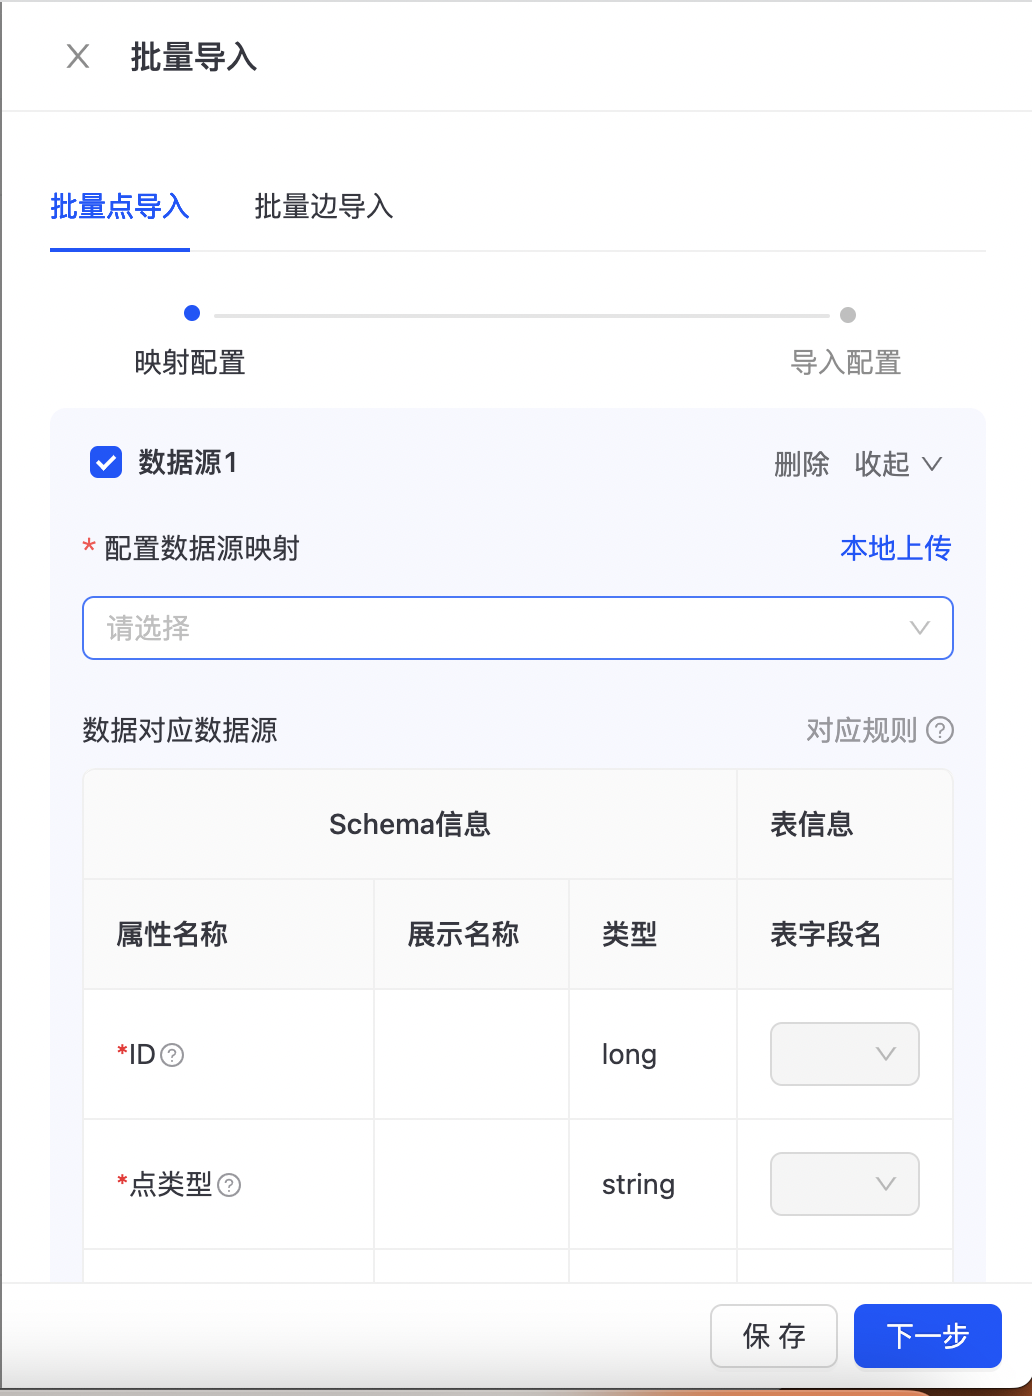 批量导入
批量点导入 批量边导入
映射配置 导入配置
数据源1 删除 收起
* 配置数据源映射 本地上传
请选择
数据对应数据源 对应规则
Schema信息 表信息
属性名称 展示名称 类型 表字段名
*ID long
*点类型 string
保 存 下一步